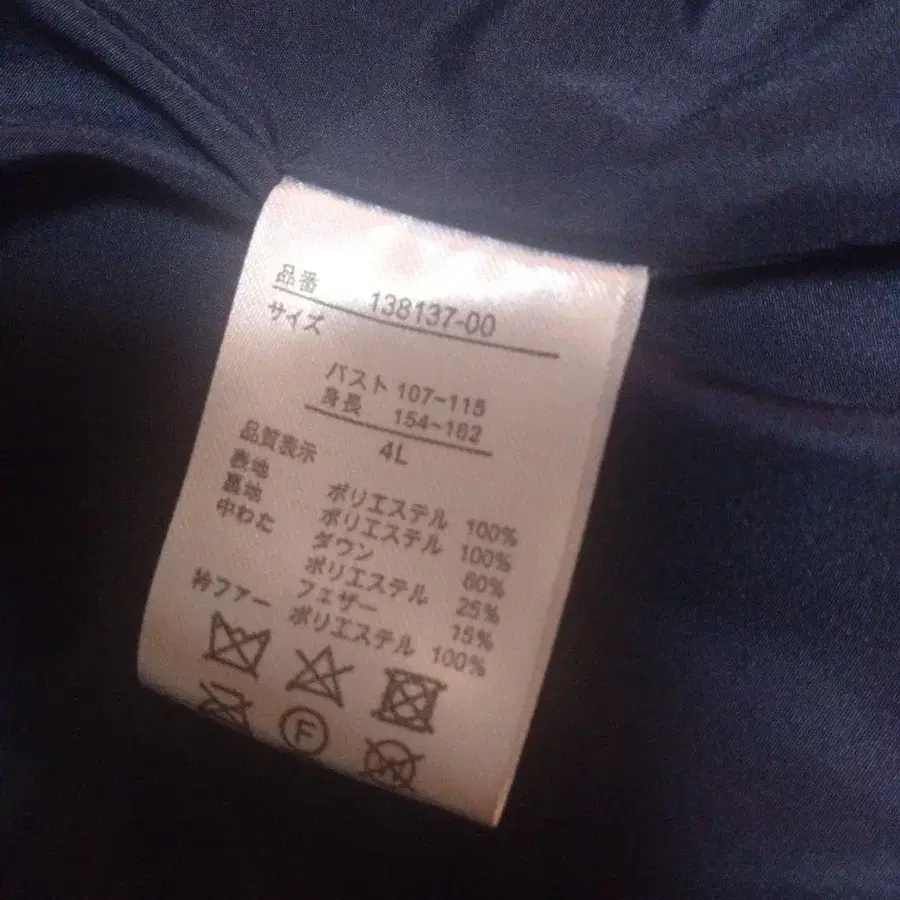 品番 138137-00
サイズ
バスト 107~115
身長 154~162
4L
品質表示
表地 ポリエステル 100%
裏地 ポリエステル 100%
中わた ダウン 60%
ポリエステル 25%
フェザー 15%
衿ファー ポリエステル 100%
F
W